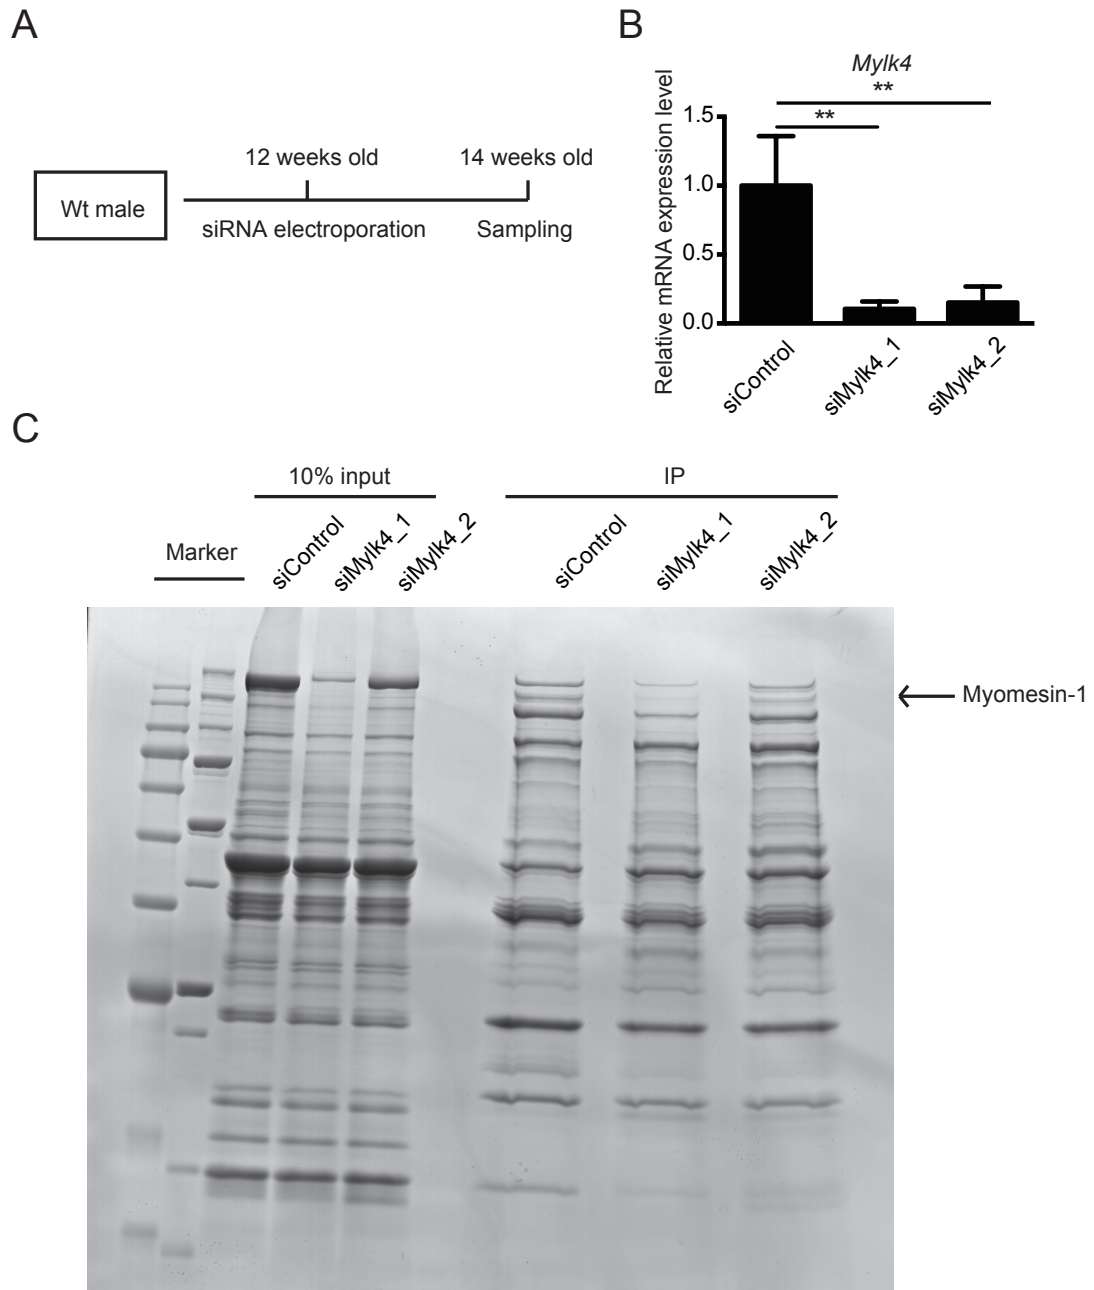 A
Wt male
12 weeks old
14 weeks old
siRNA electroporation
Sampling
B
Mylk4
**
**
Relative mRNA expression level
1.5
1.0
0.5
0.0
siControl
siMylk4_1
siMylk4_2
C
10% input
IP
Marker
siControl
siMylk4_1
siMylk4_2
siControl
siMylk4_1
siMylk4_2
Myomesin-1